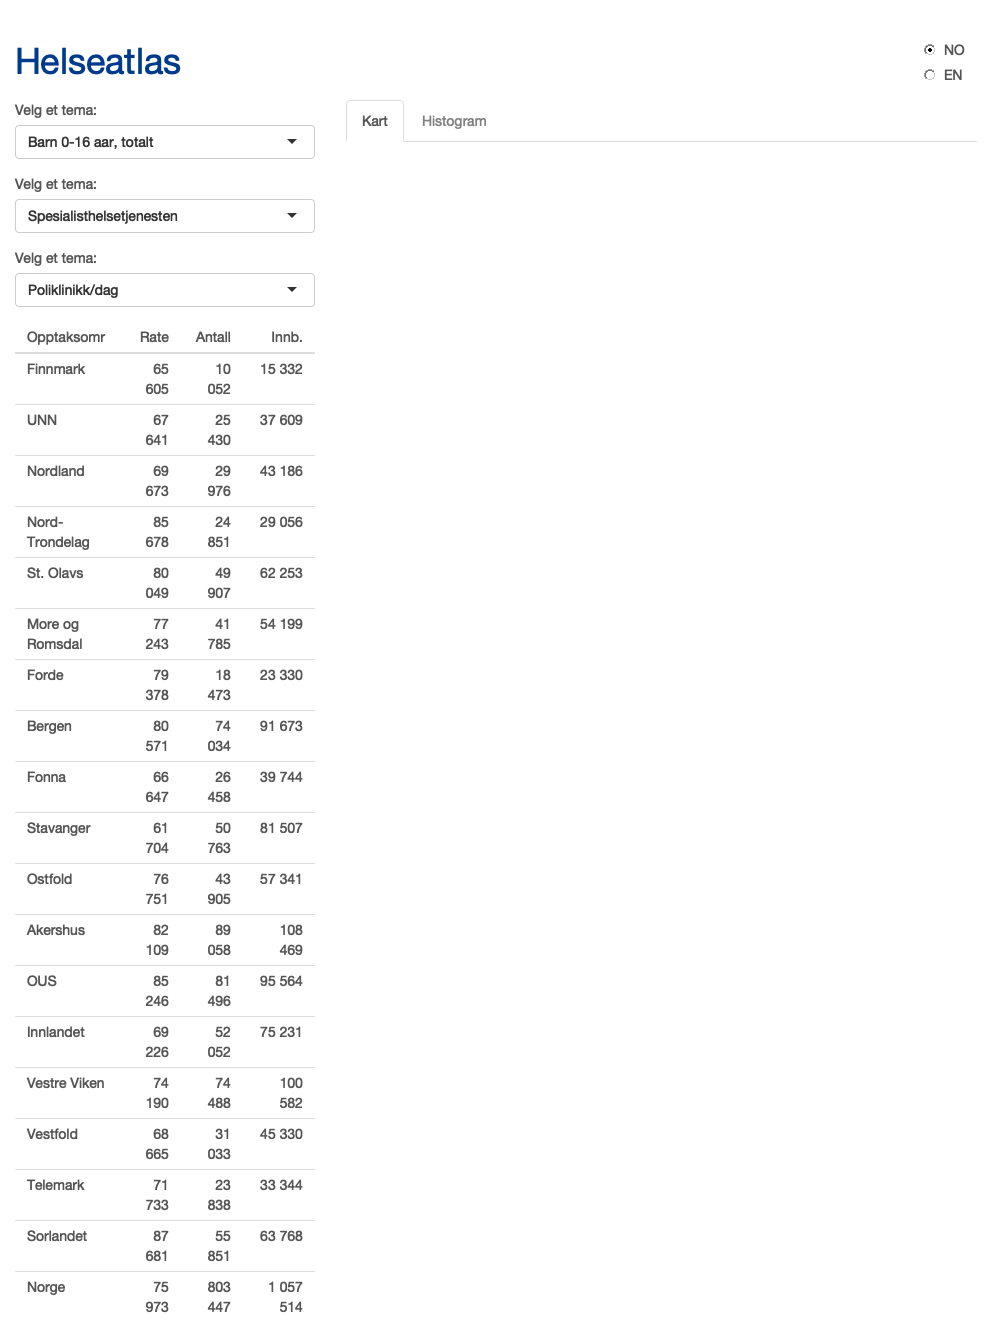 Helseatlas
NO
EN
Velg et tema:
Barn 0-16 aar, totalt
Velg et tema:
Spesialisthelsetjenesten
Velg et tema:
Poliklinikk/dag
Kart Histogram
Opptaksomr Rate Antall Innb.
Finnmark 65 10 15 332
605 052
UNN 67 25 37 609
641 430
Nordland 69 29 43 186
673 976
Nord- 85 24 29 056
Trondelag 678 851
St. Olavs 80 49 62 253
049 907
More og 77 41 54 199
Romsdal 243 785
Forde 79 18 23 330
378 473
Bergen 80 74 91 673
571 034
Fonna 66 26 39 744
647 458
Stavanger 61 50 81 507
704 763
Ostfold 76 43 57 341
751 905
Akershus 82 89 108
109 058 469
OUS 85 81 95 564
246 496
Innlandet 69 52 75 231
226 052
Vestre Viken 74 74 100
190 488 582
Vestfold 68 31 45 330
665 033
Telemark 71 23 33 344
733 838
Sorlandet 87 55 63 768
681 851
Norge 75 803 1 057
973 447 514